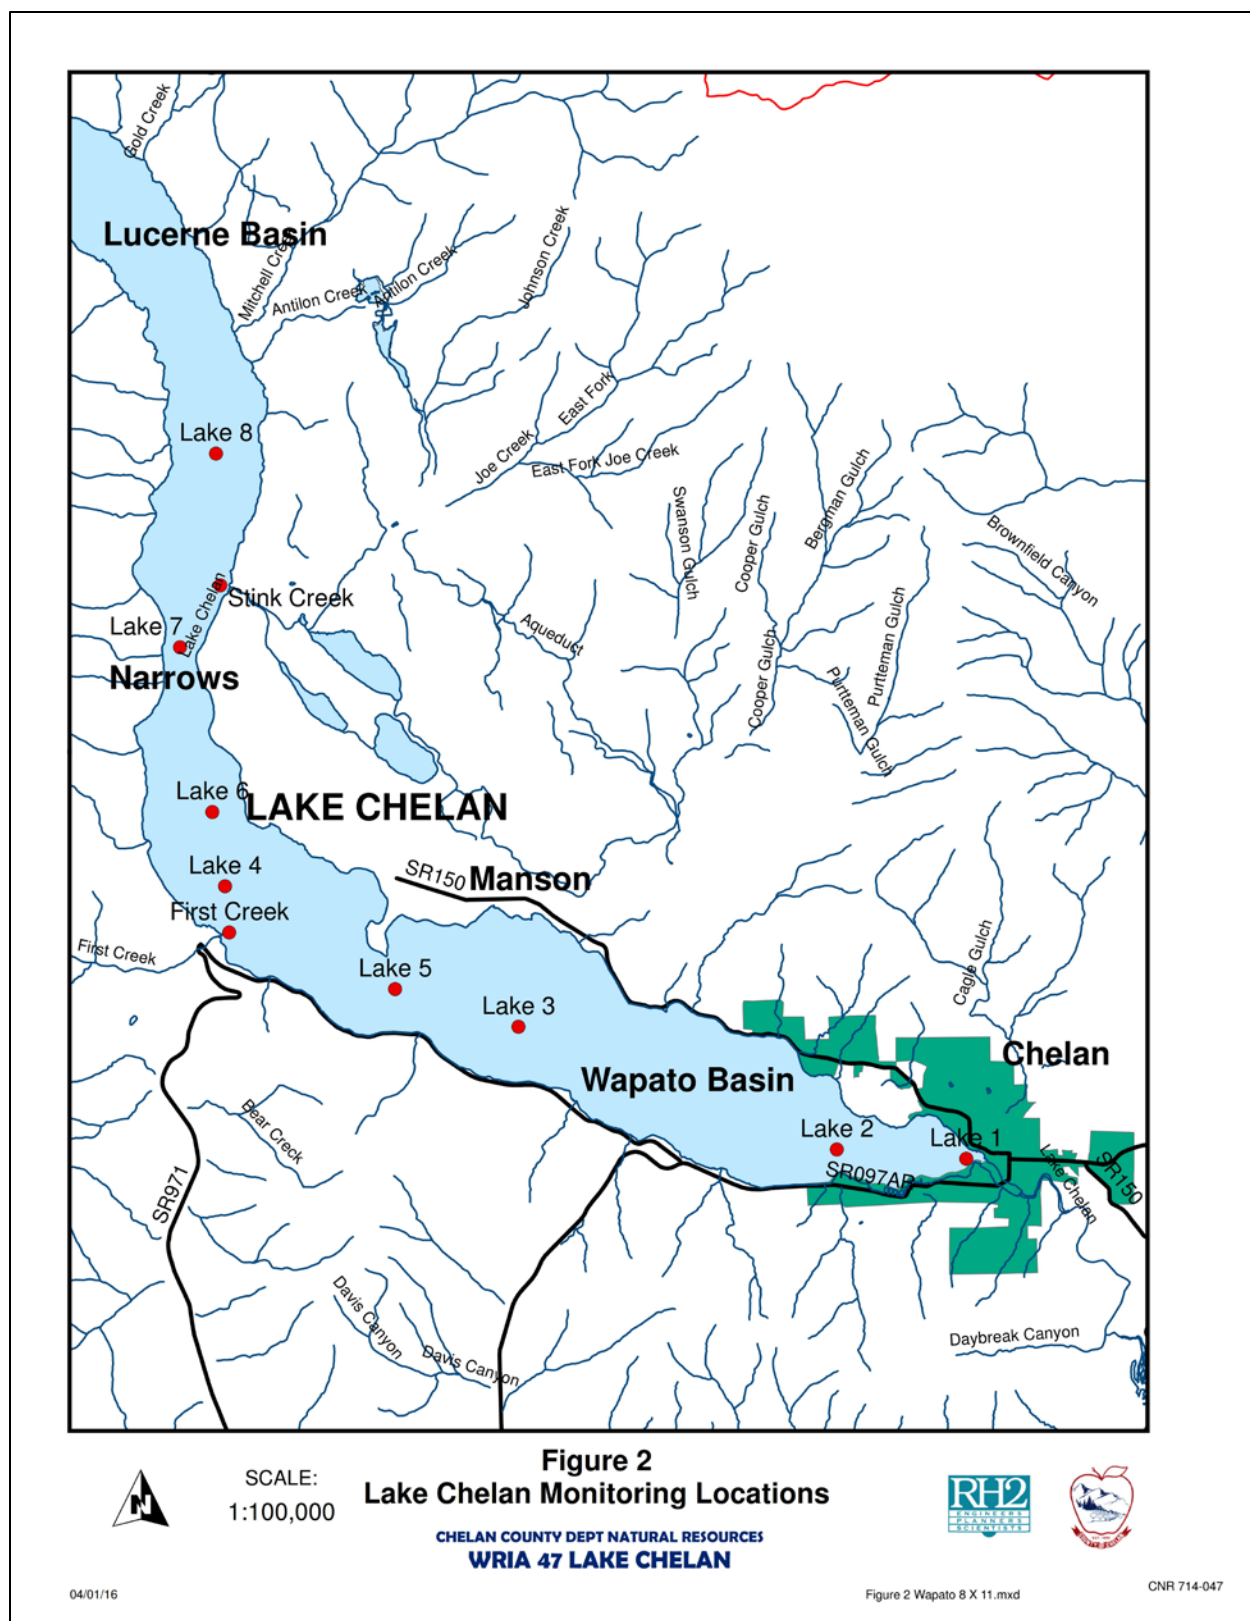 Gold Creek
Lucerne Basin
Mitchell Creek
Antilon Creek
Antilon Creek
Johnson Creek
East Fork
Joe Creek
East Fork Joe Creek
Lake 8
Swanson Gulch
Cooper Gulch
Bergman Gulch
Brownfield Canyon
Lake Chelan
Stink Creek
Lake 7
Narrows
Aqueduct
Cooper Gulch
Purtteman Gulch
Purtteman Gulch
Lake 6
LAKE CHELAN
Lake 4
SR150
Manson
First Creek
First Creek
Cagle Gulch
Lake 5
Lake 3
Chelan
Wapato Basin
Bear Creek
Lake 2
Lake 1
SR097AR
Lake Chelan
SR150
SR971
Davis Canyon
Davis Canyon
Daybreak Canyon
Figure 2
Lake Chelan Monitoring Locations
N
SCALE:
1:100,000
CHELAN COUNTY DEPT NATURAL RESOURCES
WRIA 47 LAKE CHELAN
RH2
ENGINEERS
PLANNERS
SCIENTISTS
04/01/16
Figure 2 Wapato 8 X 11.mxd
CNR 714-047